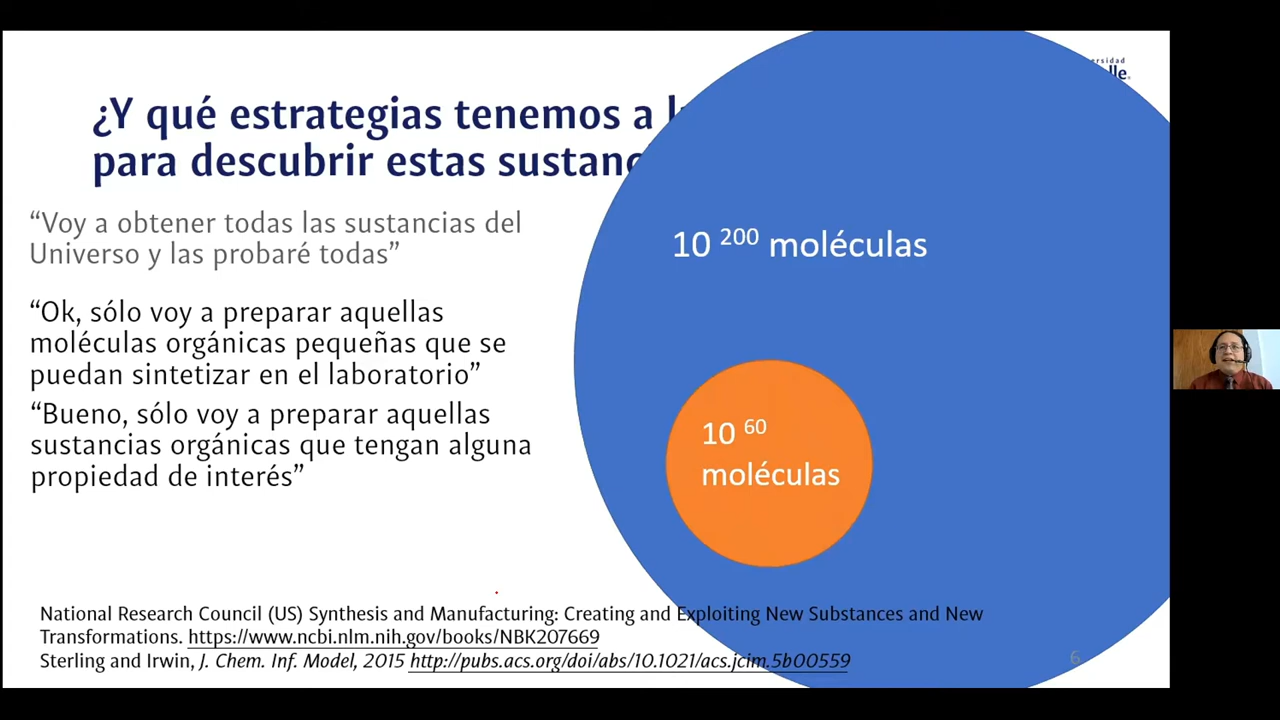 ¿Y qué estrategias tenemos a
para descubrir estas
“Voy a obtener todas las sustancias del
Universo y las probaré todas”
“Ok, sólo voy a preparar aquellas
moléculas orgánicas pequeñas que se
puedan sintetizar en el laboratorio”
“Bueno, sólo voy a preparar aquellas
sustancias orgánicas que tengan alguna
propiedad de interés”
10 200 moléculas
10 60
moléculas
National Research Council (US) Synthesis and Manufacturing: Creating and Exploiting New Substances and New
Transformations. https://www.ncbi.nlm.nih.gov/books/NBK207669
Sterling and Irwin, J. Chem. Inf. Model, 2015 http://pubs.acs.org/doi/abs/10.1021/acs.jcim.5b00559
6